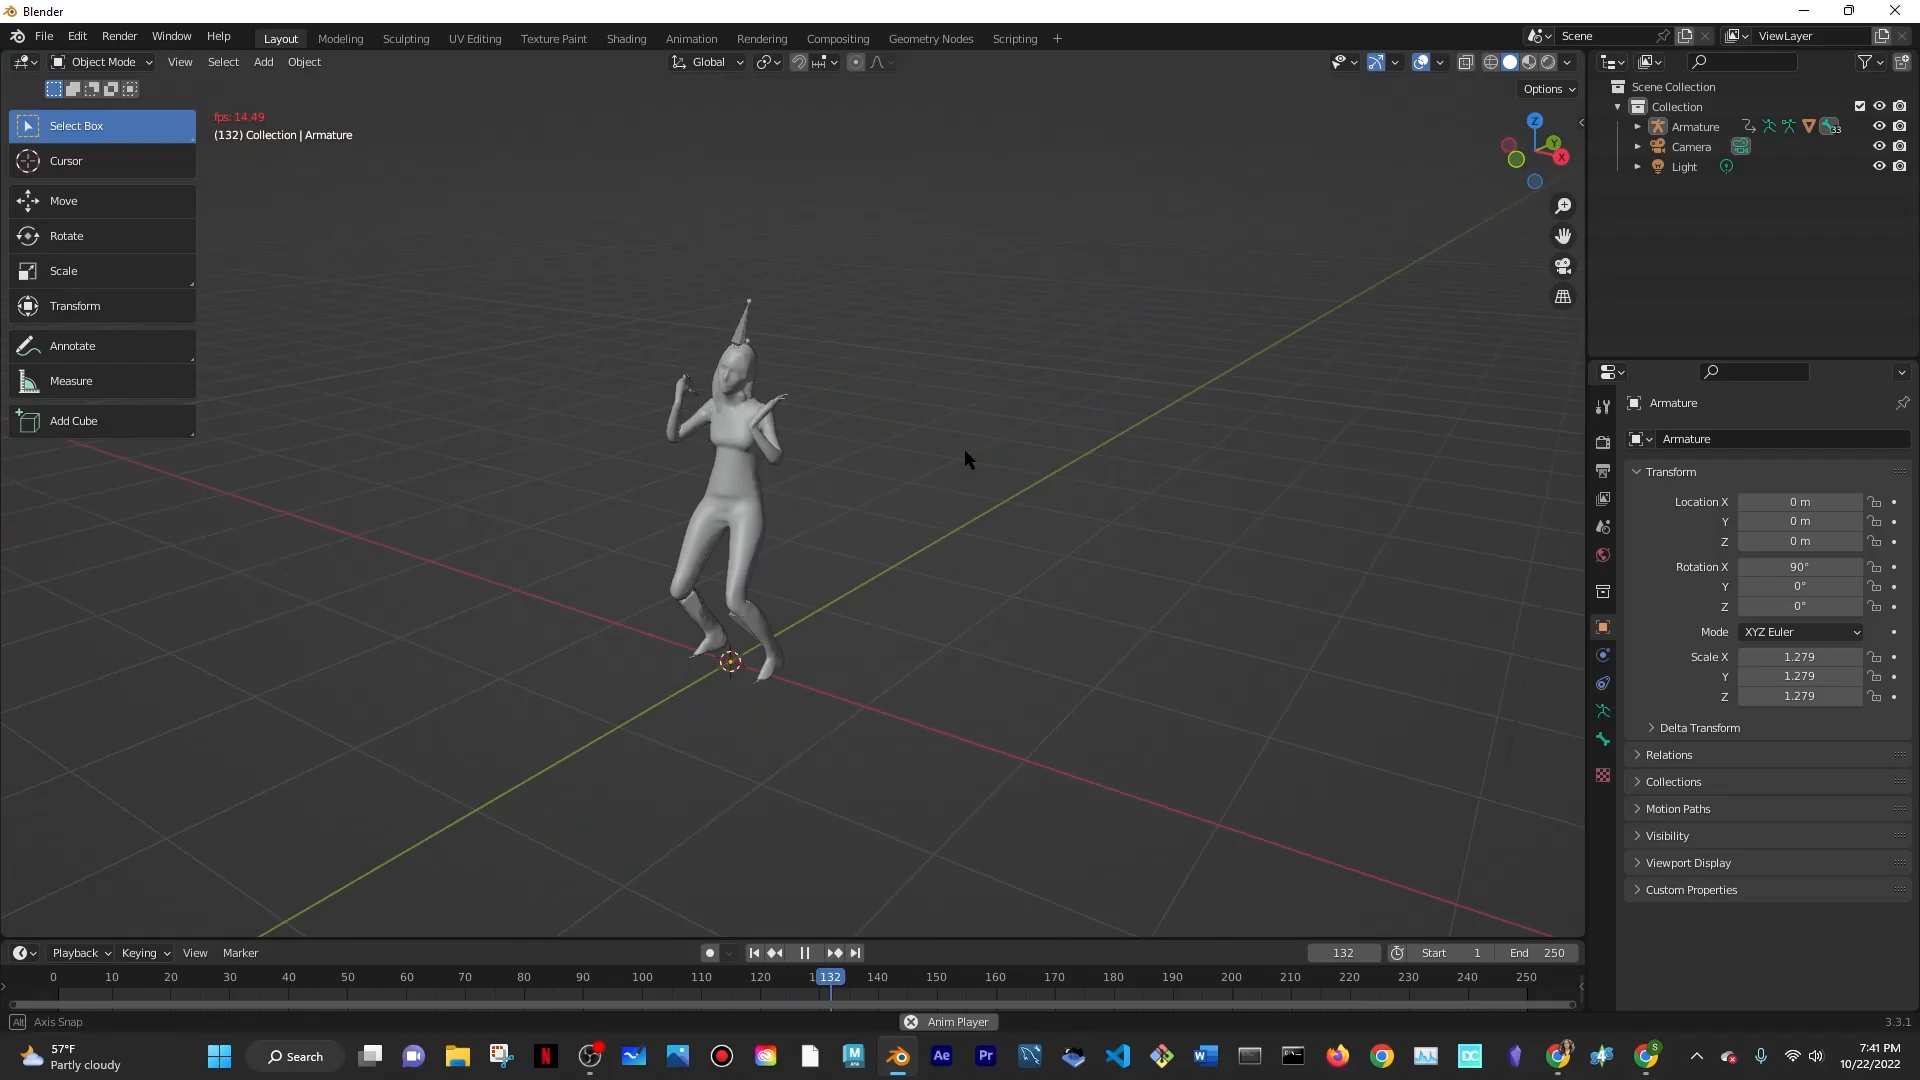 Blender
File Edit Render Window Help Layout Modeling Sculpting UV Editing Texture Paint Shading Animation Rendering Compositing Geometry Nodes Scripting + Scene ViewLayer
Object Mode View Select Add Object Global
Options
Select Box
Cursor
Move
Rotate
Scale
Transform
Annotate
Measure
Add Cube
fps: 14.49
(132) Collection | Armature
Z
Y
X
Scene Collection
Collection
Armature 33
Camera
Light
Armature
Armature
Transform
Location X 0 m
Y 0 m
Z 0 m
Rotation X 90°
Y 0°
Z 0°
Mode XYZ Euler
Scale X 1.279
Y 1.279
Z 1.279
Delta Transform
Relations
Collections
Motion Paths
Visibility
Viewport Display
Custom Properties
Playback Keying View Marker 132 Start 1 End 250
0 10 20 30 40 50 60 70 80 90 100 110 120 132 140 150 160 170 180 190 200 210 220 230 240 250
Alt Axis Snap Anim Player 3.3.1
57°F
Partly cloudy
Search
N
M
Ae
Pr
W
DC
S
7:41 PM
10/22/2022